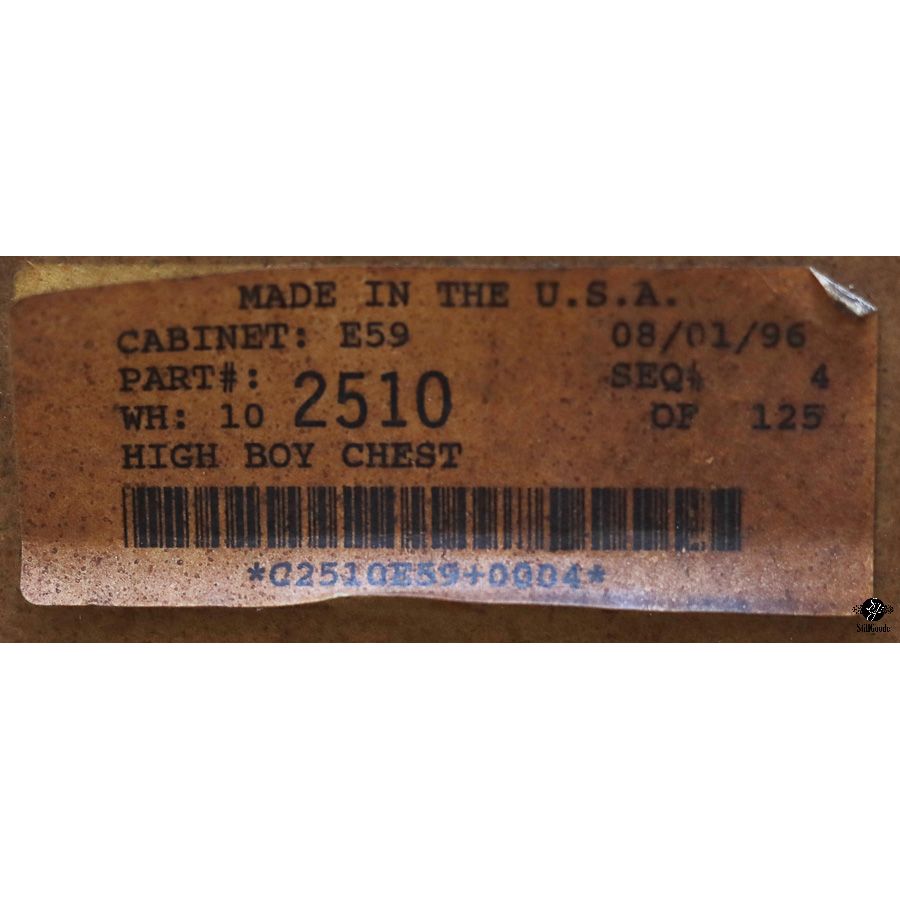 MADE IN THE U.S.A.
CABINET: E59 08/01/96
PART#: 2510 SEQ# 4
WH: 10 OF 125
HIGH BOY CHEST
*C2510E59+0004*
StillGoode